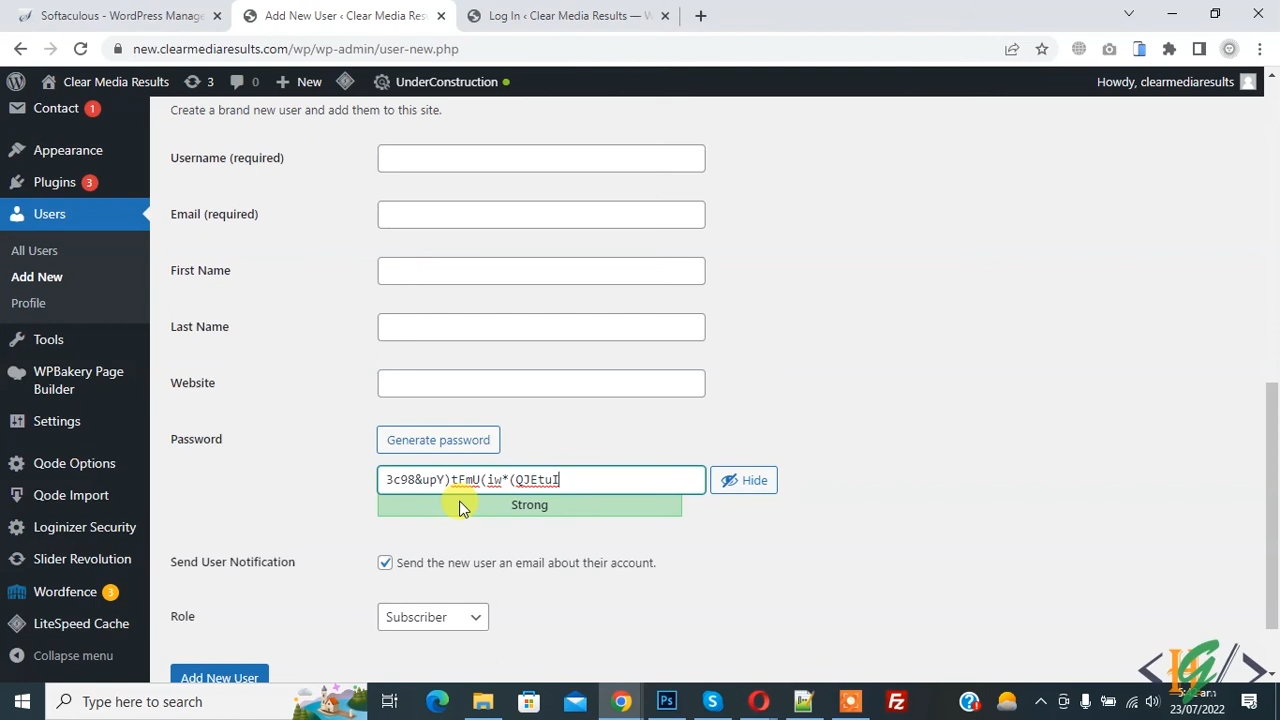 Softaculous - WordPress Manage
Add New User ‹ Clear Media Resu
Log In ‹ Clear Media Results — W
new.clearmediaresults.com/wp/wp-admin/user-new.php
Clear Media Results
3
0
New
UnderConstruction
Howdy, clearmediaresults
Contact 1
Appearance
Plugins 3
Users
All Users
Add New
Profile
Tools
WPBakery Page
Builder
Settings
Qode Options
Qode Import
Loginizer Security
Slider Revolution
Wordfence 3
LiteSpeed Cache
Collapse menu
Create a brand new user and add them to this site.
Username (required)
Email (required)
First Name
Last Name
Website
Password
Generate password
3c98&upY)tFmU(iw*(QJEtuI
Hide
Strong
Send User Notification
Send the new user an email about their account.
Role
Subscriber
Add New User
Type here to search
23/07/2022